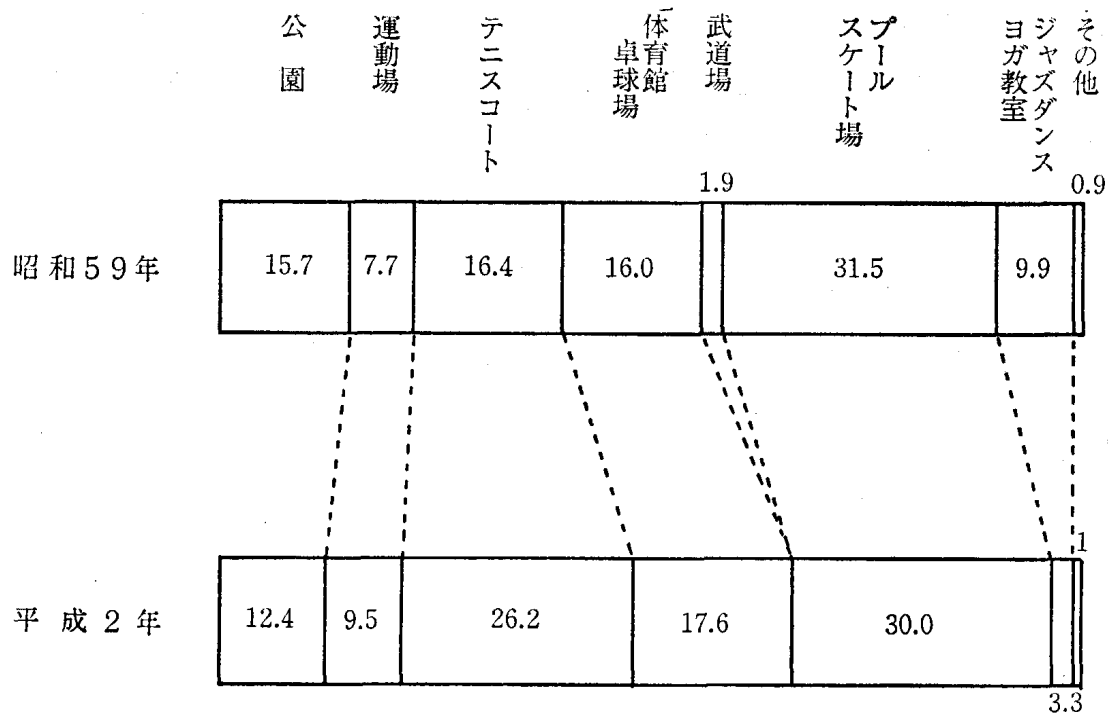 公園
運動場
テニスコート
体育館
卓球場
武道場
プール
スケート場
その他
ジャズダンス
ヨガ教室
1.9
0.9
昭和59年
15.7
7.7
16.4
16.0
31.5
9.9
1
平成2年
12.4
9.5
26.2
17.6
30.0
3.3